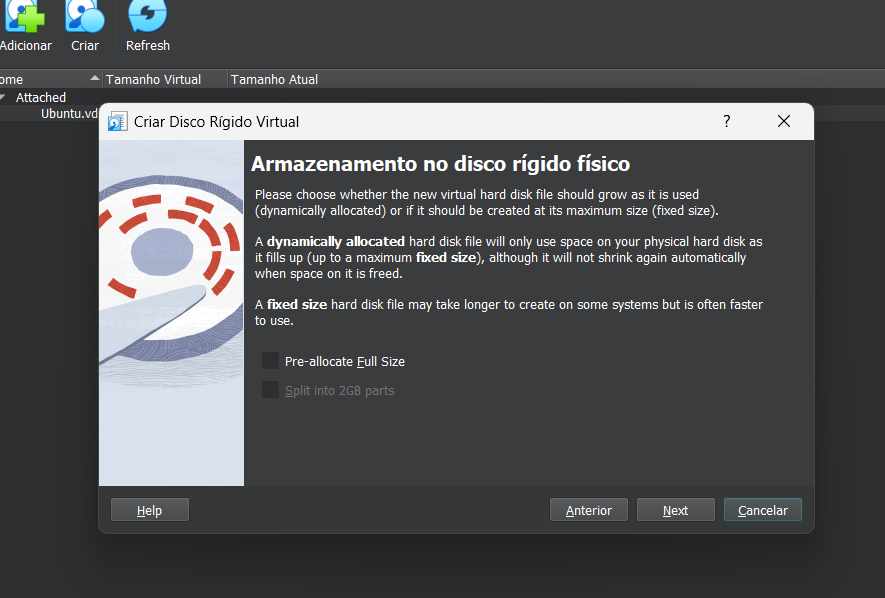 Adicionar
Criar
Refresh
ome
Tamanho Virtual
Tamanho Atual
Attached
Ubuntu.vd
Criar Disco Rígido Virtual
?
Armazenamento no disco rígido físico
Please choose whether the new virtual hard disk file should grow as it is used
(dynamically allocated) or if it should be created at its maximum size (fixed size).
A dynamically allocated hard disk file will only use space on your physical hard disk as
it fills up (up to a maximum fixed size), although it will not shrink again automatically
when space on it is freed.
A fixed size hard disk file may take longer to create on some systems but is often faster
to use.
Pre-allocate Full Size
Split into 2GB parts
Help
Anterior
Next
Cancelar